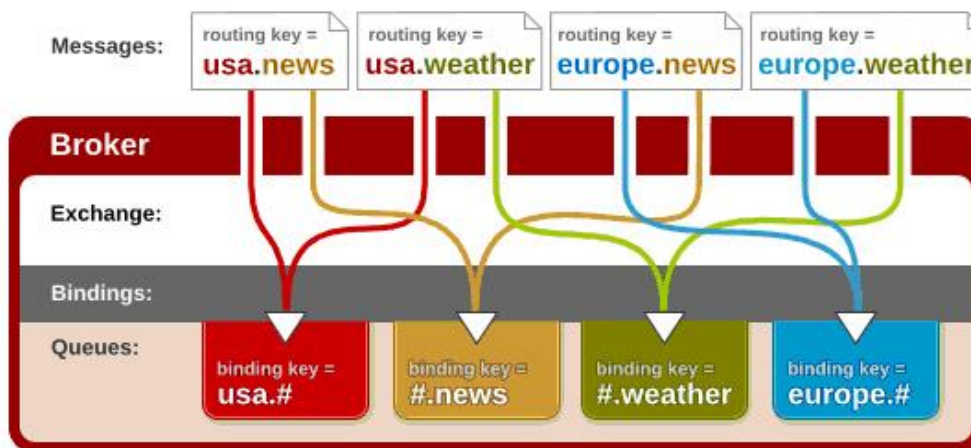 Messages:
routing key =
usa.news
routing key =
usa.weather
routing key =
europe.news
routing key =
europe.weather
Broker
Exchange:
Bindings:
Queues:
binding key =
usa.#
binding key =
#.news
binding key =
#.weather
binding key =
europe.#